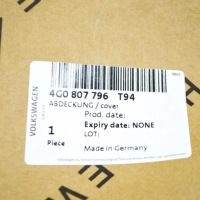 VOLKSWAGEN
4G0 807 796 T94
ABDECKUNG / cover
Prod. date:
Expiry date: NONE
1 LOT:
Piece
Made in Germany